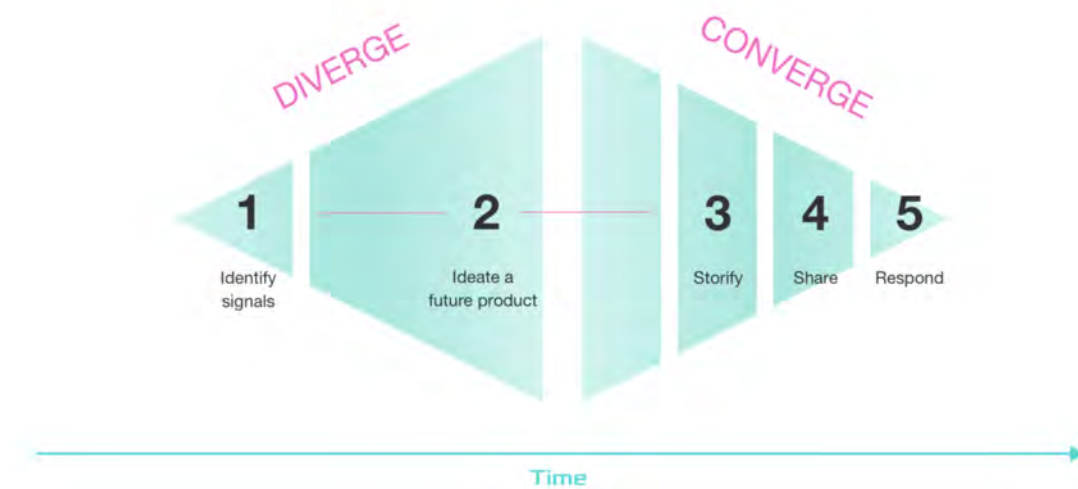 DIVERGE
CONVERGE
1
2
3
4
5
Identify
signals
Ideate a
future product
Storify
Share
Respond
Time